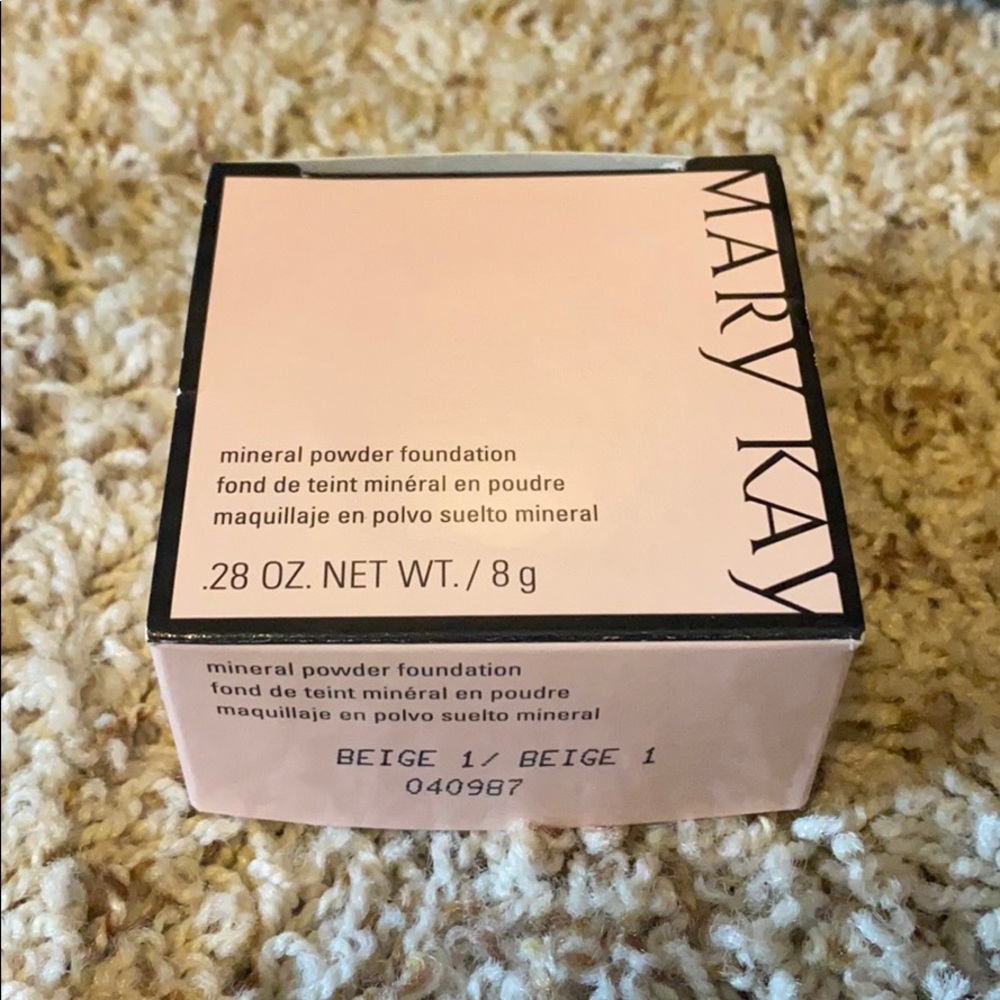 MARY KAY
mineral powder foundation
fond de teint minéral en poudre
maquillaje en polvo suelto mineral
.28 OZ. NET WT. / 8 g
mineral powder foundation
fond de teint minéral en poudre
maquillaje en polvo suelto mineral
BEIGE 1/ BEIGE 1
040987